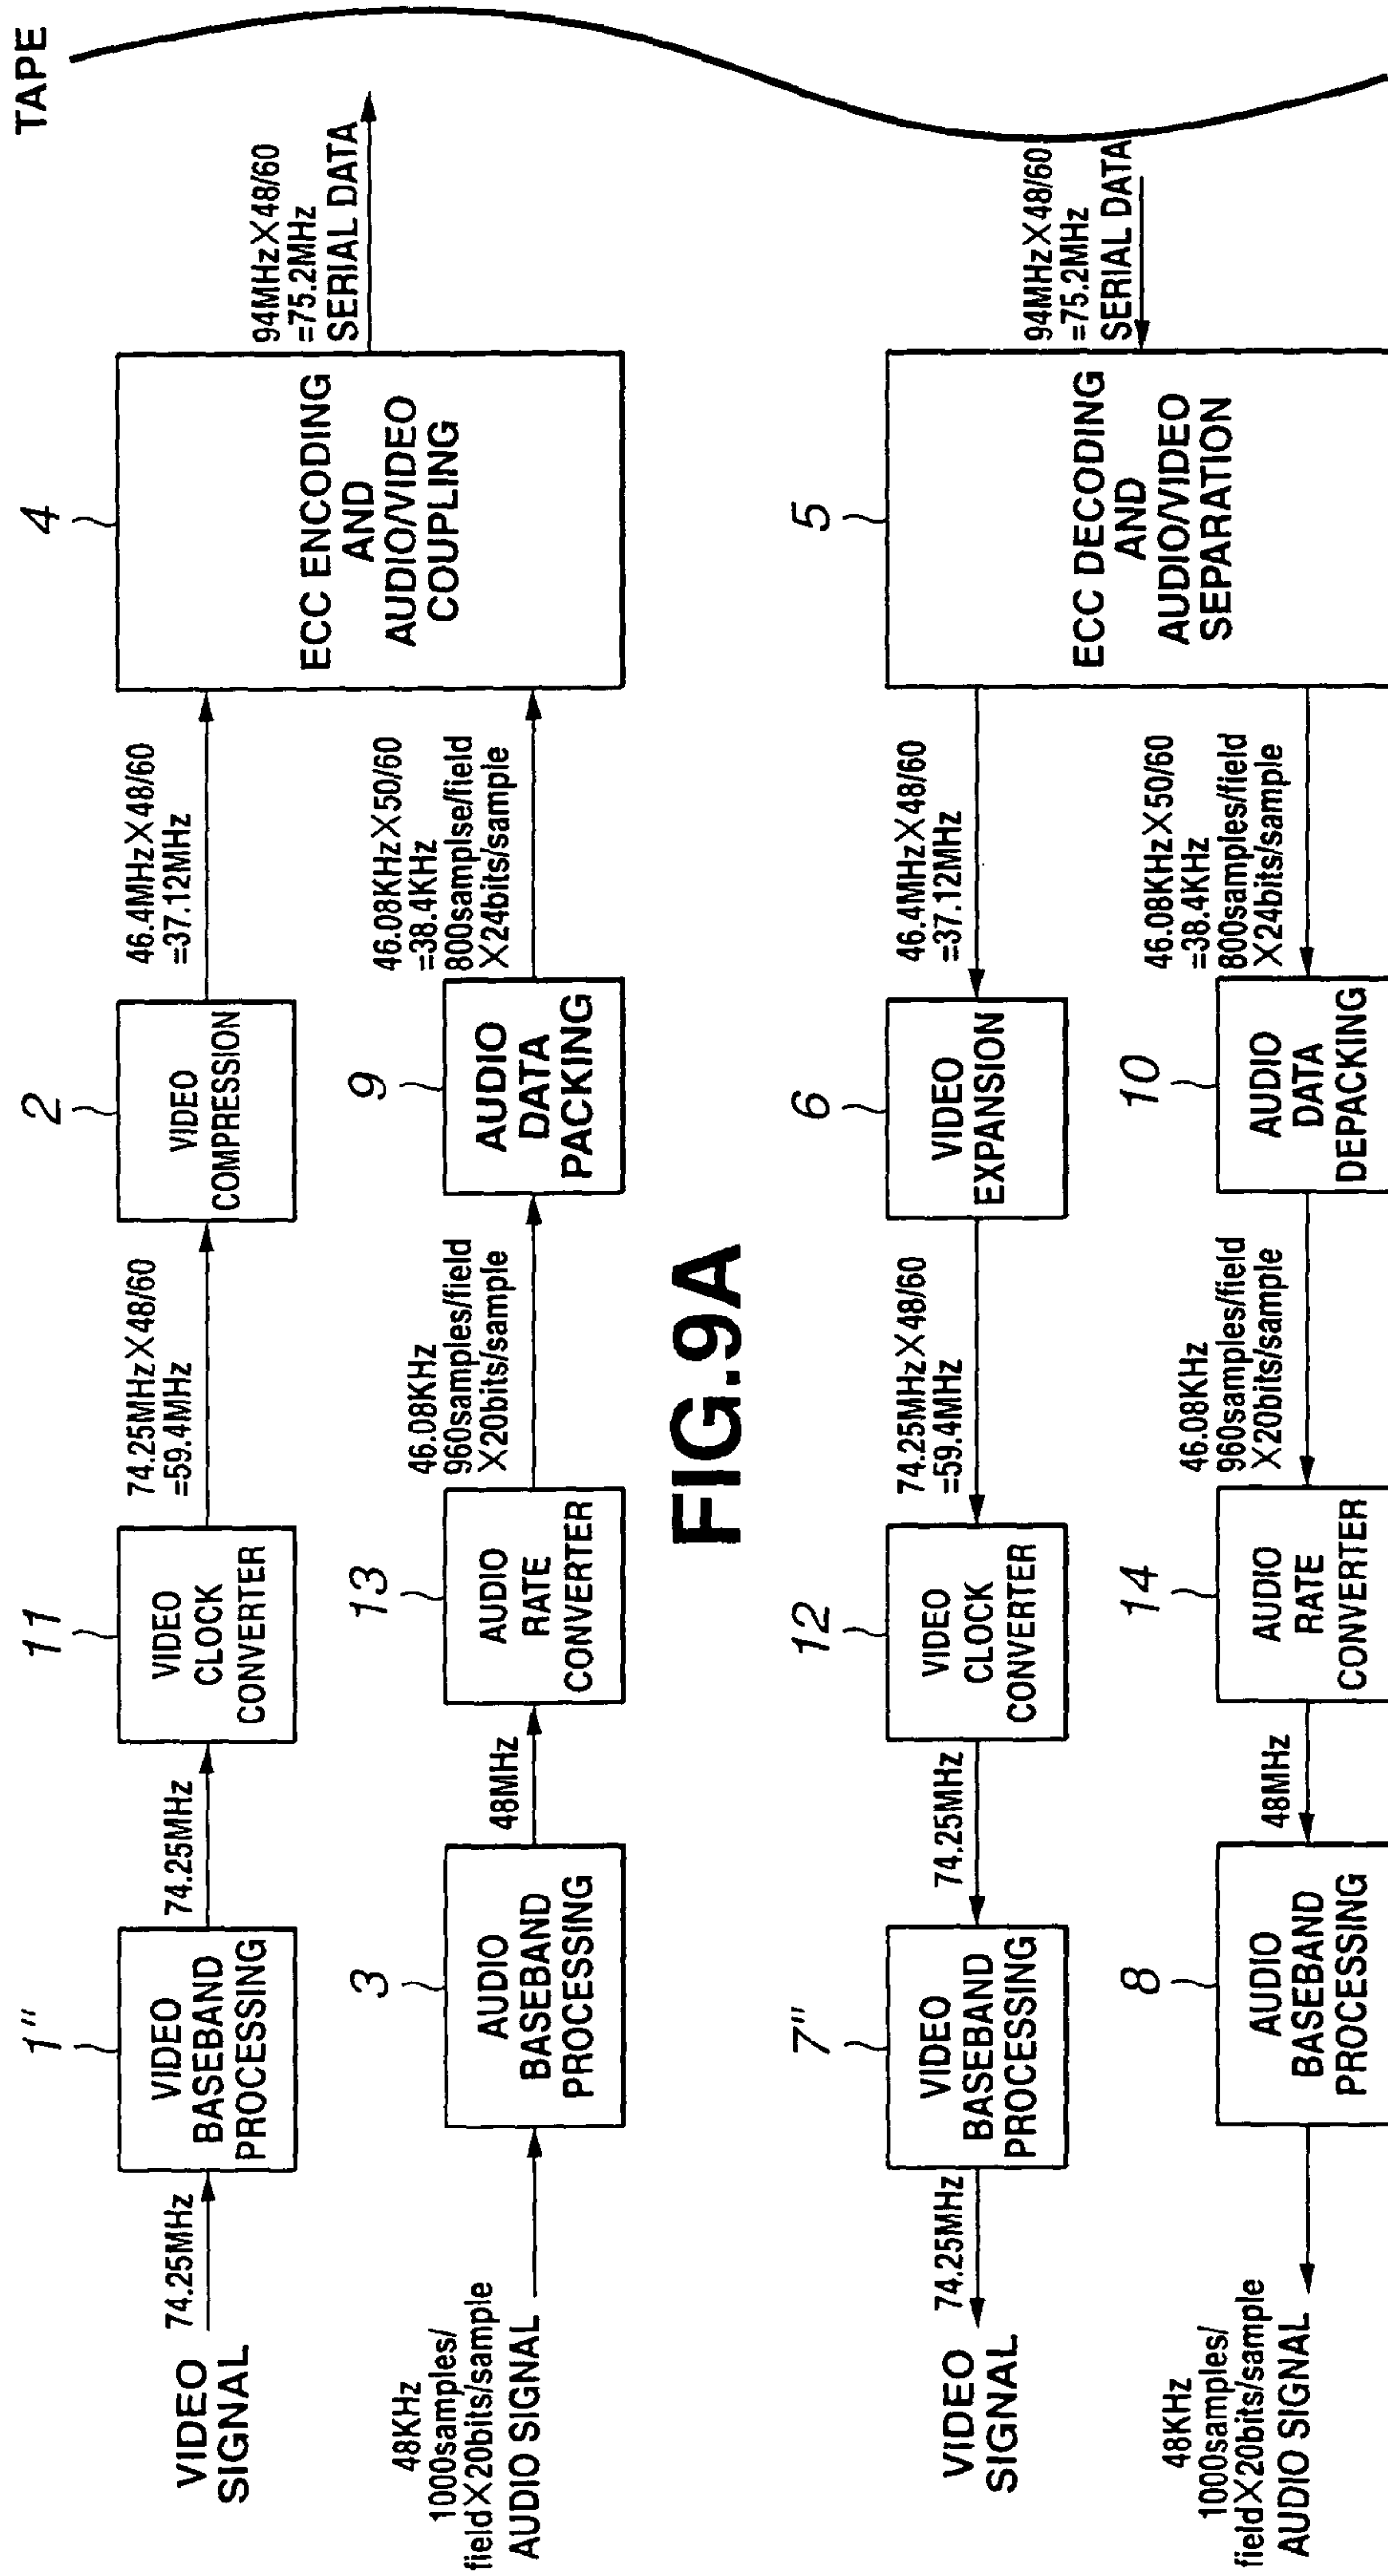 TAPE
1"
VIDEO
SIGNAL
74.25MHz
VIDEO
BASEBAND
PROCESSING
74.25MHz
11
VIDEO
CLOCK
CONVERTER
74.25MHz×48/60
=59.4MHz
2
VIDEO
COMPRESSION
46.4MHz×48/60
=37.12MHz
4
ECC ENCODING
AND
AUDIO/VIDEO
COUPLING
94MHz×48/60
=75.2MHz
SERIAL DATA
48KHz
1000samples/
field×20bits/sample
AUDIO SIGNAL
3
AUDIO
BASEBAND
PROCESSING
48MHz
13
AUDIO
RATE
CONVERTER
46.08KHz
960samples/field
×20bits/sample
9
AUDIO
DATA
PACKING
46.08KHz×50/60
=38.4KHz
800samplse/field
×24bits/sample
FIG.9A
VIDEO
SIGNAL
74.25MHz
7"
VIDEO
BASEBAND
PROCESSING
74.25MHz
12
VIDEO
CLOCK
CONVERTER
74.25MHz×48/60
=59.4MHz
6
VIDEO
EXPANSION
46.4MHz×48/60
=37.12MHz
5
ECC DECODING
AND
AUDIO/VIDEO
SEPARATION
94MHz×48/60
=75.2MHz
SERIAL DATA
48KHz
1000samples/
field×20bits/sample
AUDIO SIGNAL
8
AUDIO
BASEBAND
PROCESSING
48MHz
14
AUDIO
RATE
CONVERTER
46.08KHz
960samples/field
×20bits/sample
10
AUDIO
DATA
DEPACKING
46.08KHz×50/60
=38.4KHz
800samples/field
×24bits/sample